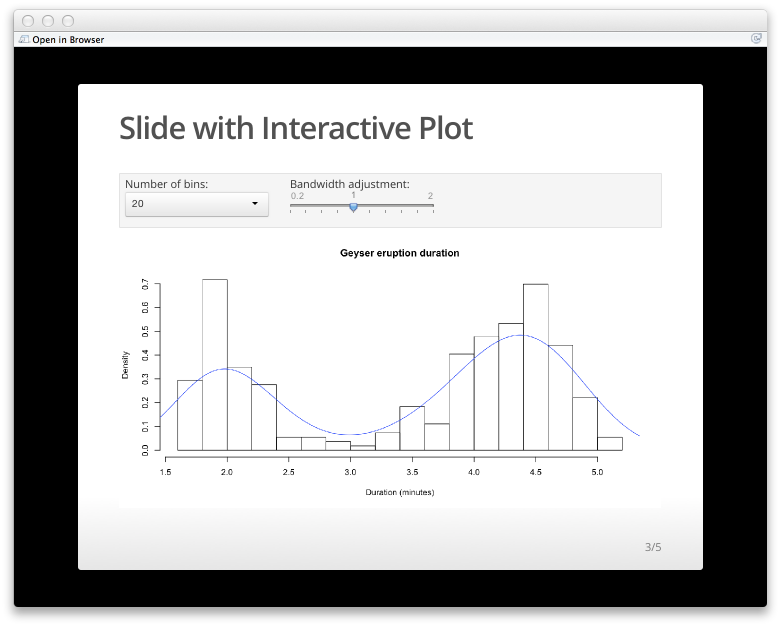 Open in Browser
Slide with Interactive Plot
Number of bins:
20
Bandwidth adjustment:
0.2 1 2
Geyser eruption duration
Density
0.7
0.6
0.5
0.4
0.3
0.2
0.1
0.0
1.5 2.0 2.5 3.0 3.5 4.0 4.5 5.0
Duration (minutes)
3/5